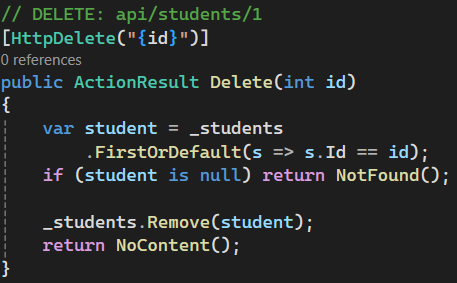 // DELETE: api/students/1
[HttpDelete("{id}")]
0 references
public ActionResult Delete(int id)
{
    var student = _students
        .FirstOrDefault(s => s.Id == id);
    if (student is null) return NotFound();

    _students.Remove(student);
    return NoContent();
}